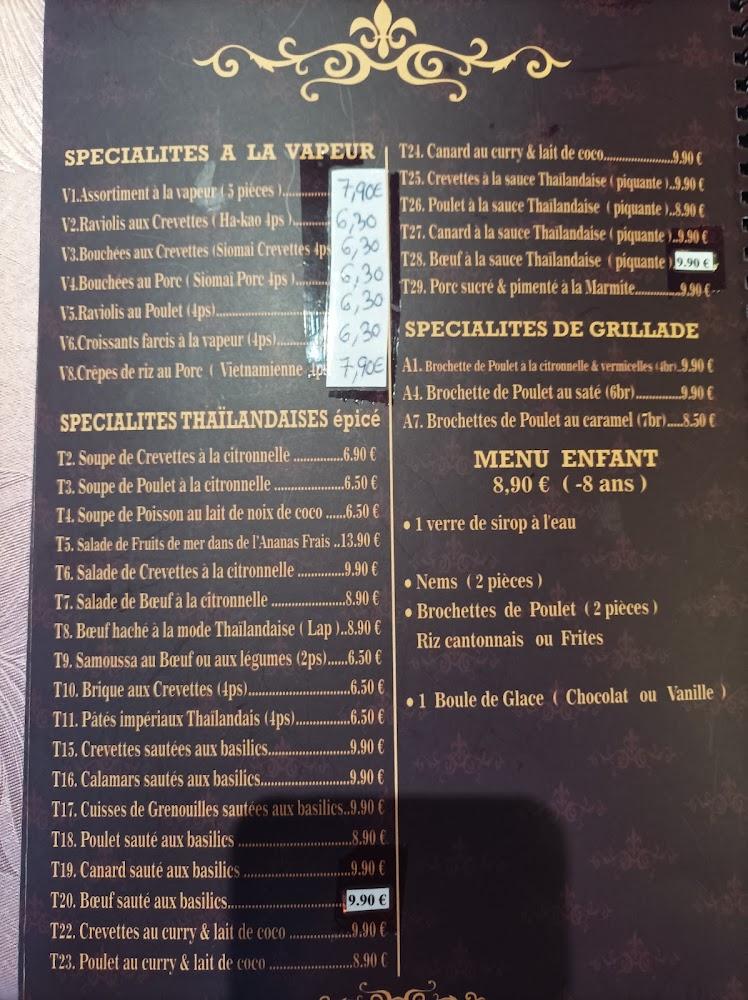 SPECIALITES A LA VAPEUR
V1.Assortiment à la vapeur ( 5 pièces )............7,90€
V2.Raviolis aux Crevettes ( Ha-kao 4ps )...6,30
V3.Bouchées aux Crevettes (Siomai Crevettes 4ps 6,30
V4.Bouchées au Porc ( Siomai Porc 4ps )........6,30
V5.Raviolis au Poulet (4ps)...................6,30
V6.Croissants farcis à la vapeur (4ps)............6,30
V8.Crêpes de riz au Porc ( Vietnamienne 4ps 7,90€
SPECIALITES THAÏLANDAISES épicé
T2. Soupe de Crevettes à la citronnelle ..............6.90 €
T3. Soupe de Poulet à la citronnelle ....................6.50 €
T4. Soupe de Poisson au lait de noix de coco ......6.50 €
T5. Salade de Fruits de mer dans de l'Ananas Frais ..13.90 €
T6. Salade de Crevettes à la citronnelle ..............9.90 €
T7. Salade de Bœuf à la citronnelle .....................8.90 €
T8. Bœuf haché à la mode Thaïlandaise ( Lap )..8.90 €
T9. Samoussa au Bœuf ou aux légumes (2ps)......6.50 €
T10. Brique aux Crevettes (4ps)...........................6.50 €
T11. Pâtés impériaux Thaïlandais (4ps)...............6.50 €
T15. Crevettes sautées aux basilics.......................9.90 €
T16. Calamars sautés aux basilics.........................9.90 €
T17. Cuisses de Grenouilles sautées aux basilics..9.90 €
T18. Poulet sauté aux basilics ..............................8.90 €
T19. Canard sauté aux basilics .............................9.90 €
T20. Bœuf sauté aux basilics................................9.90 €
T22. Crevettes au curry & lait de coco .................9.90 €
T23. Poulet au curry & lait de coco ......................8.90 €
T24. Canard au curry & lait de coco.....................9.90 €
T25. Crevettes à la sauce Thaïlandaise ( piquante )..9.90 €
T26. Poulet à la sauce Thaïlandaise ( piquante )..8.90 €
T27. Canard à la sauce Thaïlandaise ( piquante )..9.90 €
T28. Bœuf à la sauce Thaïlandaise ( piquante ) 9.90 €
T29. Porc sucré & pimenté à la Marmite.............9.90 €
SPECIALITES DE GRILLADE
A1. Brochette de Poulet à la citronnelle & vermicelles (4br)..9.90 €
A4. Brochette de Poulet au saté (6br)..............9.90 €
A7. Brochettes de Poulet au caramel (7br).....8.50 €
MENU ENFANT
8,90 € ( -8 ans )
• 1 verre de sirop à l'eau
• Nems ( 2 pièces )
• Brochettes de Poulet ( 2 pièces )
Riz cantonnais ou Frites
• 1 Boule de Glace ( Chocolat ou Vanille )